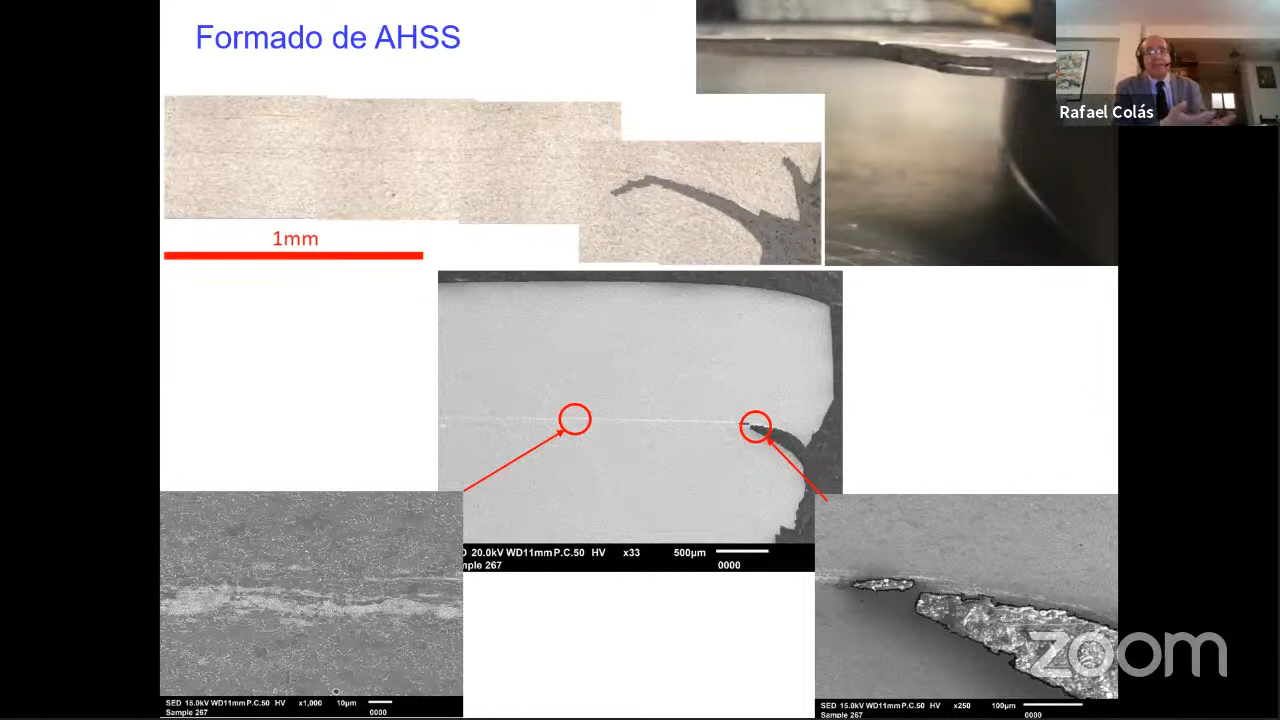 Formado de AHSS
Rafael Colás
1mm
20.0kV WD11mm P.C.50 HV x33 500µm
mple 267 0000
SED 15.0kV WD11mm P.C.50 HV x1,000 10µm
Sample 267 0000
SED 15.0kV WD11mm P.C.50 HV x250 100µm
Sample 267 0000
zoom